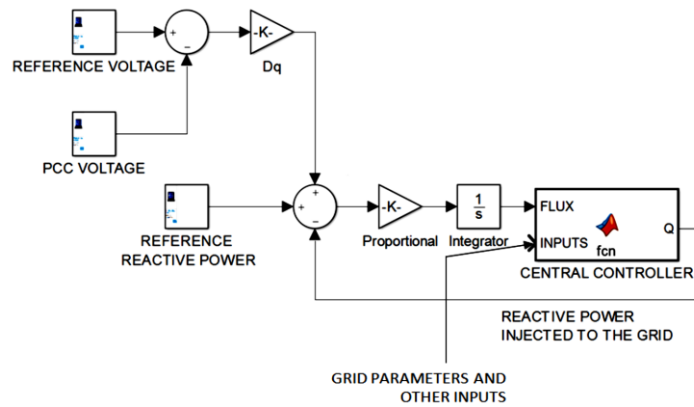 REFERENCE VOLTAGE
+
−
-K-
Dq
PCC VOLTAGE
REFERENCE
REACTIVE POWER
+
+
−
-K-
Proportional
1
s
Integrator
FLUX
INPUTS
fcn
Q
CENTRAL CONTROLLER
REACTIVE POWER
INJECTED TO THE GRID
GRID PARAMETERS AND
OTHER INPUTS